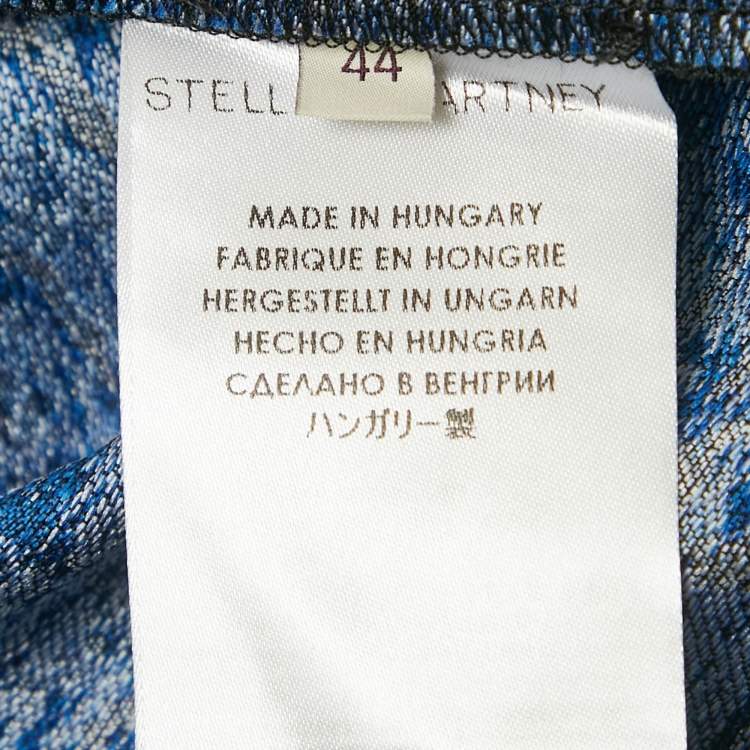 44
STELL ARTNEY
MADE IN HUNGARY
FABRIQUE EN HONGRIE
HERGESTELLT IN UNGARN
HECHO EN HUNGRIA
СДЕЛАНО В ВЕНГРИИ
ハンガリー製